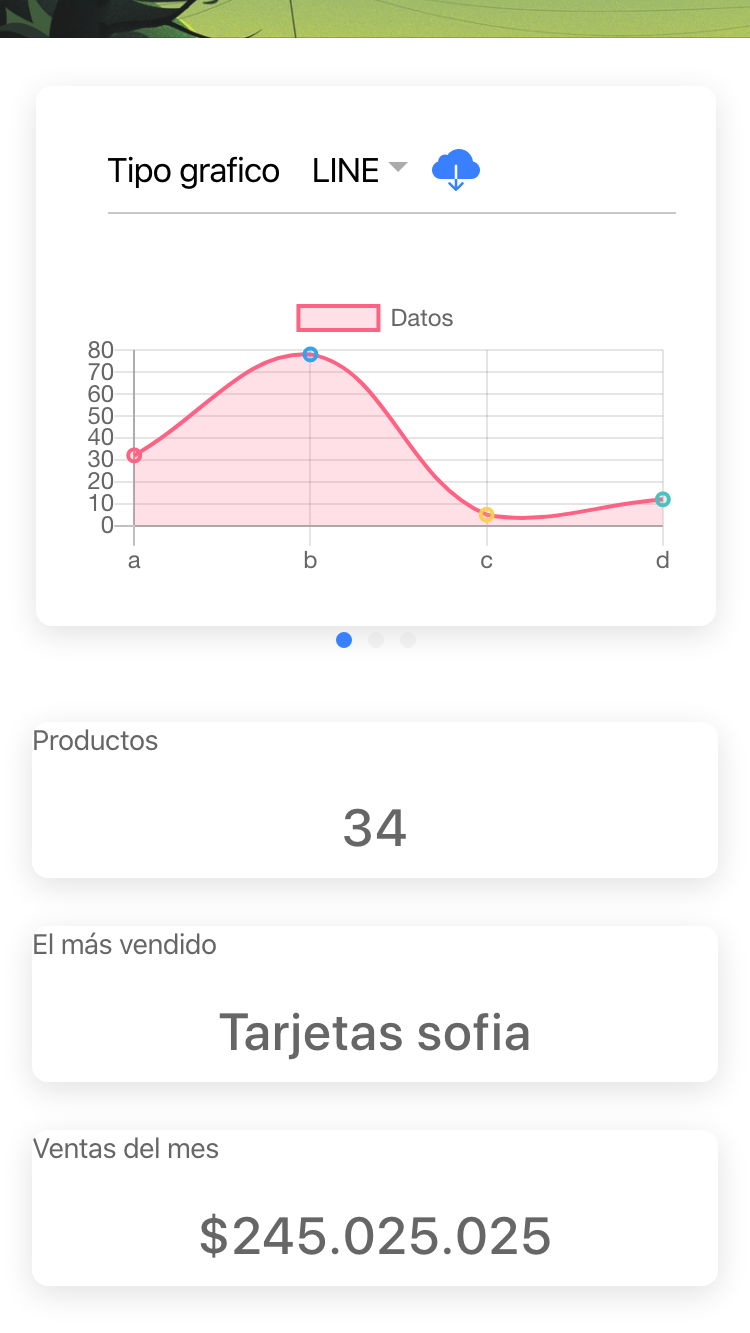 Tipo grafico LINE
Datos
80
70
60
50
40
30
20
10
0
a b c d
Productos
34
El más vendido
Tarjetas sofia
Ventas del mes
$245.025.025